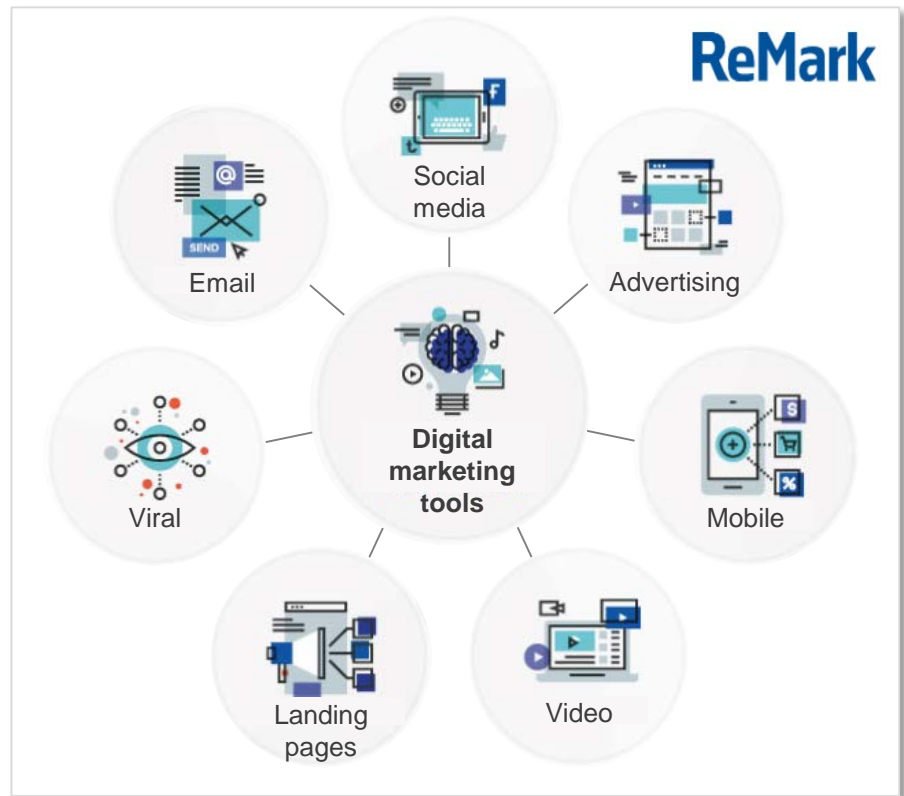 ReMark
Social
media
f
t
@
SEND
Email
Advertising
Digital
marketing
tools
S
%
Viral
Mobile
Landing
pages
Video